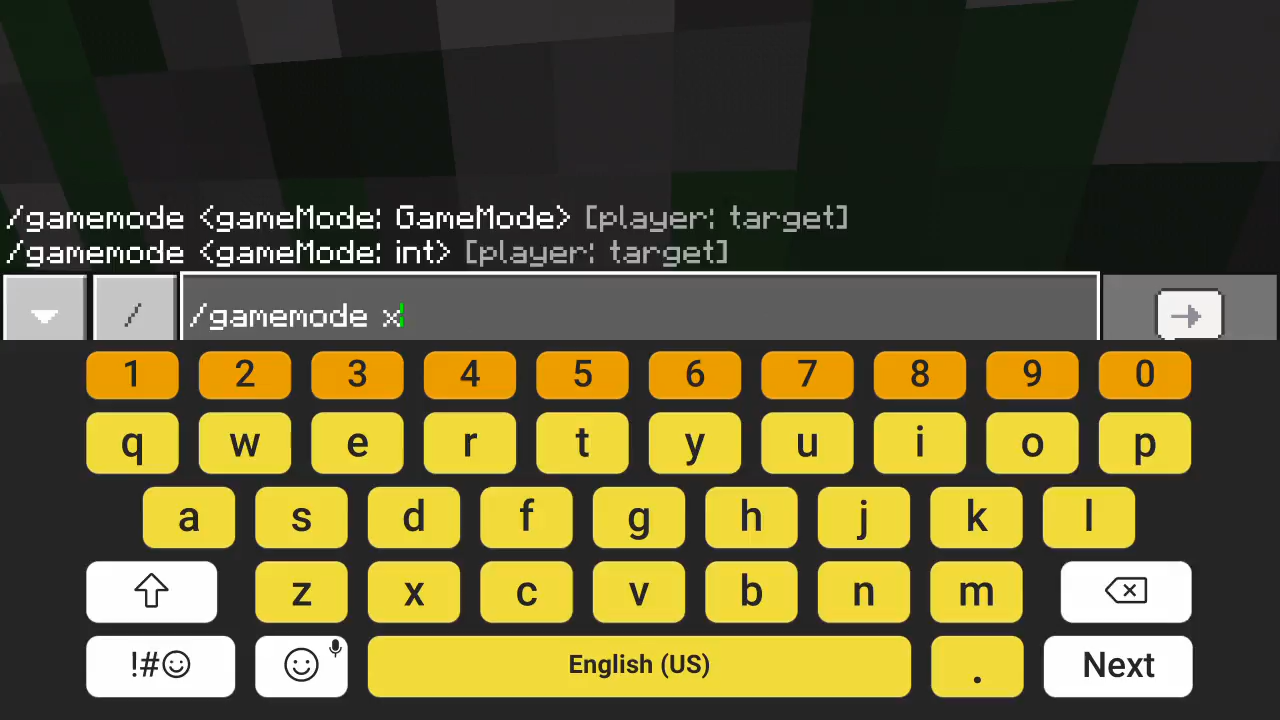 /gamemode <gameMode: GameMode> [player: target]
/gamemode <gameMode: int> [player: target]
/ /gamemode x
1 2 3 4 5 6 7 8 9 0
q w e r t y u i o p
a s d f g h j k l
z x c v b n m
!#☺ English (US) . Next